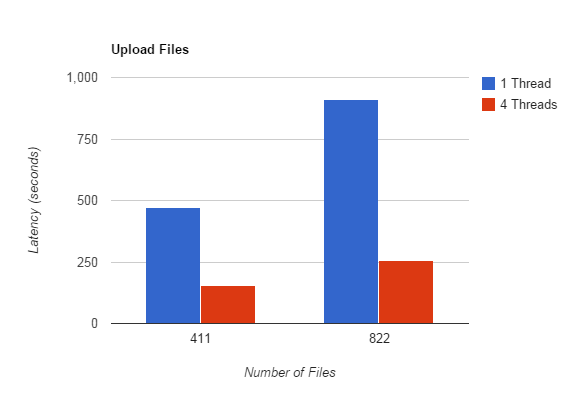 Upload Files
1,000
750
500
250
0
Latency (seconds)
411
822
Number of Files
1 Thread
4 Threads